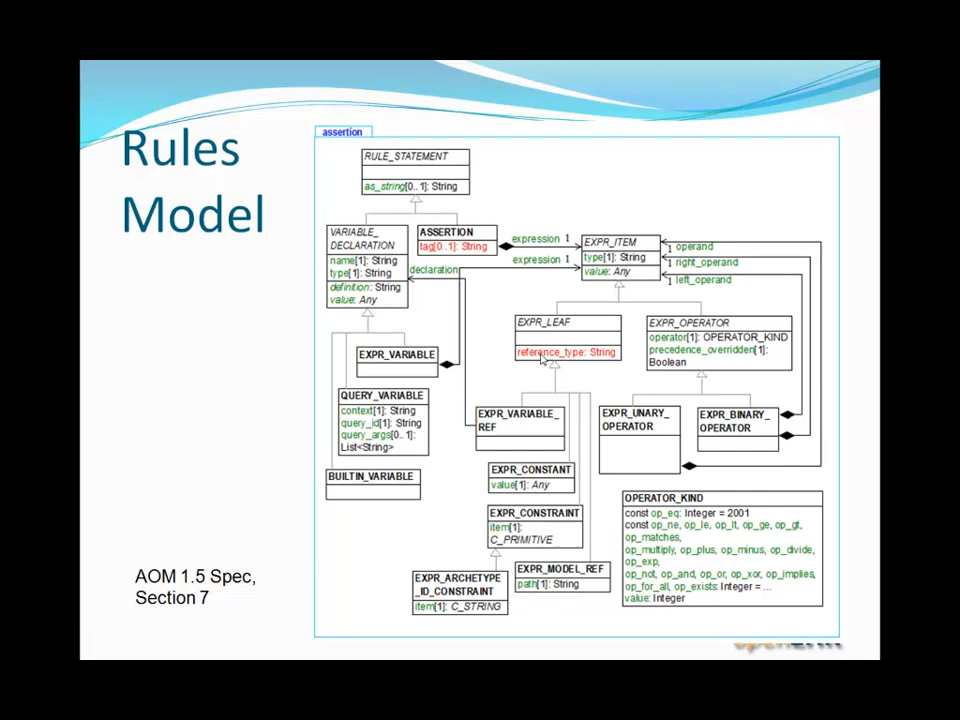 Rules
Model
assertion
RULE_STATEMENT
as_string[0..1]: String
VARIABLE_
DECLARATION
name[1]: String
type[1]: String
definition: String
value: Any
ASSERTION
tag[0..1]: String
expression 1
expression 1
declaration
EXPR_ITEM
type[1]: String
value: Any
operand
1
right_operand
1
left_operand
1
EXPR_LEAF
reference_type: String
EXPR_OPERATOR
operator[1]: OPERATOR_KIND
precedence_overridden[1]:
Boolean
EXPR_VARIABLE
QUERY_VARIABLE
context[1]: String
query_id[1]: String
query_args[0..1]:
List<String>
BUILTIN_VARIABLE
EXPR_VARIABLE_
REF
EXPR_UNARY_
OPERATOR
EXPR_BINARY_
OPERATOR
EXPR_CONSTANT
value[1]: Any
EXPR_CONSTRAINT
item[1]:
C_PRIMITIVE
EXPR_ARCHETYPE
_ID_CONSTRAINT
item[1]: C_STRING
EXPR_MODEL_REF
path[1]: String
OPERATOR_KIND
const op_eq: Integer = 2001
const op_ne, op_le, op_lt, op_ge, op_gt,
op_matches,
op_multiply, op_plus, op_minus, op_divide,
op_exp,
op_not, op_and, op_or, op_xor, op_implies,
op_for_all, op_exists: Integer = ...
value: Integer
AOM 1.5 Spec,
Section 7